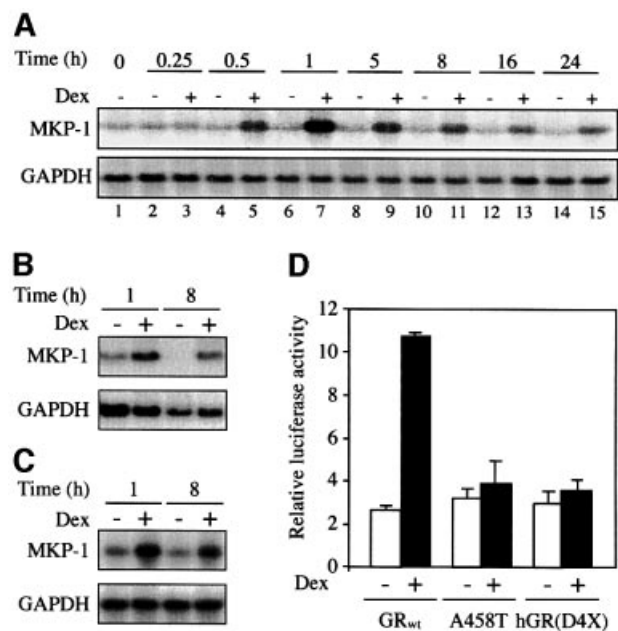 A
Time (h) 0 0.25 0.5 1 5 8 16 24
Dex - - + - + - + - + - + - + - +
MKP-1
GAPDH
1 2 3 4 5 6 7 8 9 10 11 12 13 14 15
B
Time (h) 1 8
Dex - + - +
MKP-1
GAPDH
C
Time (h) 1 8
Dex - + - +
MKP-1
GAPDH
D
Relative luciferase activity
12
10
8
6
4
2
0
Dex - + - + - +
GRwt A458T hGR(D4X)